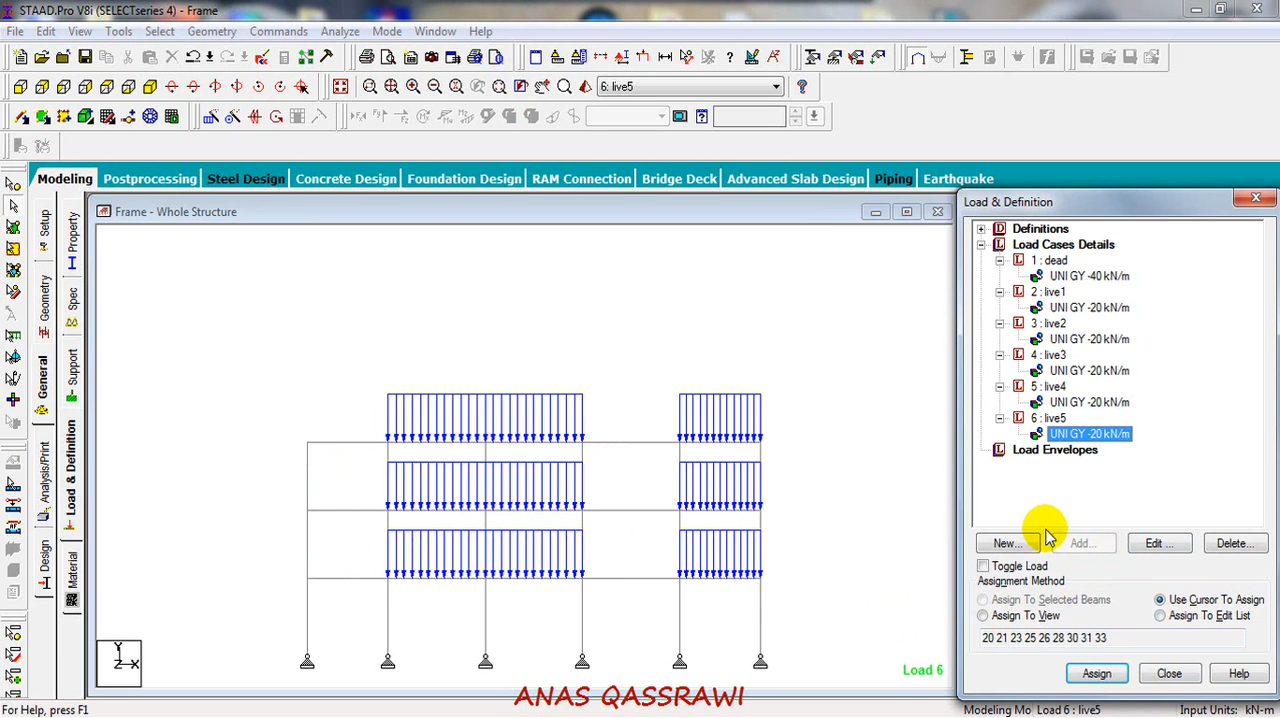 STAAD.Pro V8i (SELECTseries 4) - Frame
File Edit View Tools Select Geometry Commands Analyze Mode Window Help
6: live5
Modeling Postprocessing Steel Design Concrete Design Foundation Design RAM Connection Bridge Deck Advanced Slab Design Piping Earthquake
Setup
Geometry
General
Analysis/Print
Design
Property
Spec
Support
Load & Definition
Material
Frame - Whole Structure
Y
Z X
Load 6
Load & Definition
Definitions
Load Cases Details
1 : dead
UNI GY -40 kN/m
2 : live1
UNI GY -20 kN/m
3 : live2
UNI GY -20 kN/m
4 : live3
UNI GY -20 kN/m
5 : live4
UNI GY -20 kN/m
6 : live5
UNI GY -20 kN/m
Load Envelopes
New... Add... Edit ... Delete...
Toggle Load
Assignment Method
Assign To Selected Beams Use Cursor To Assign
Assign To View Assign To Edit List
20 21 23 25 26 28 30 31 33
Assign Close Help
ANAS QASSRAWI
For Help, press F1 Modeling Mo Load 6 : live5 Input Units: kN-m